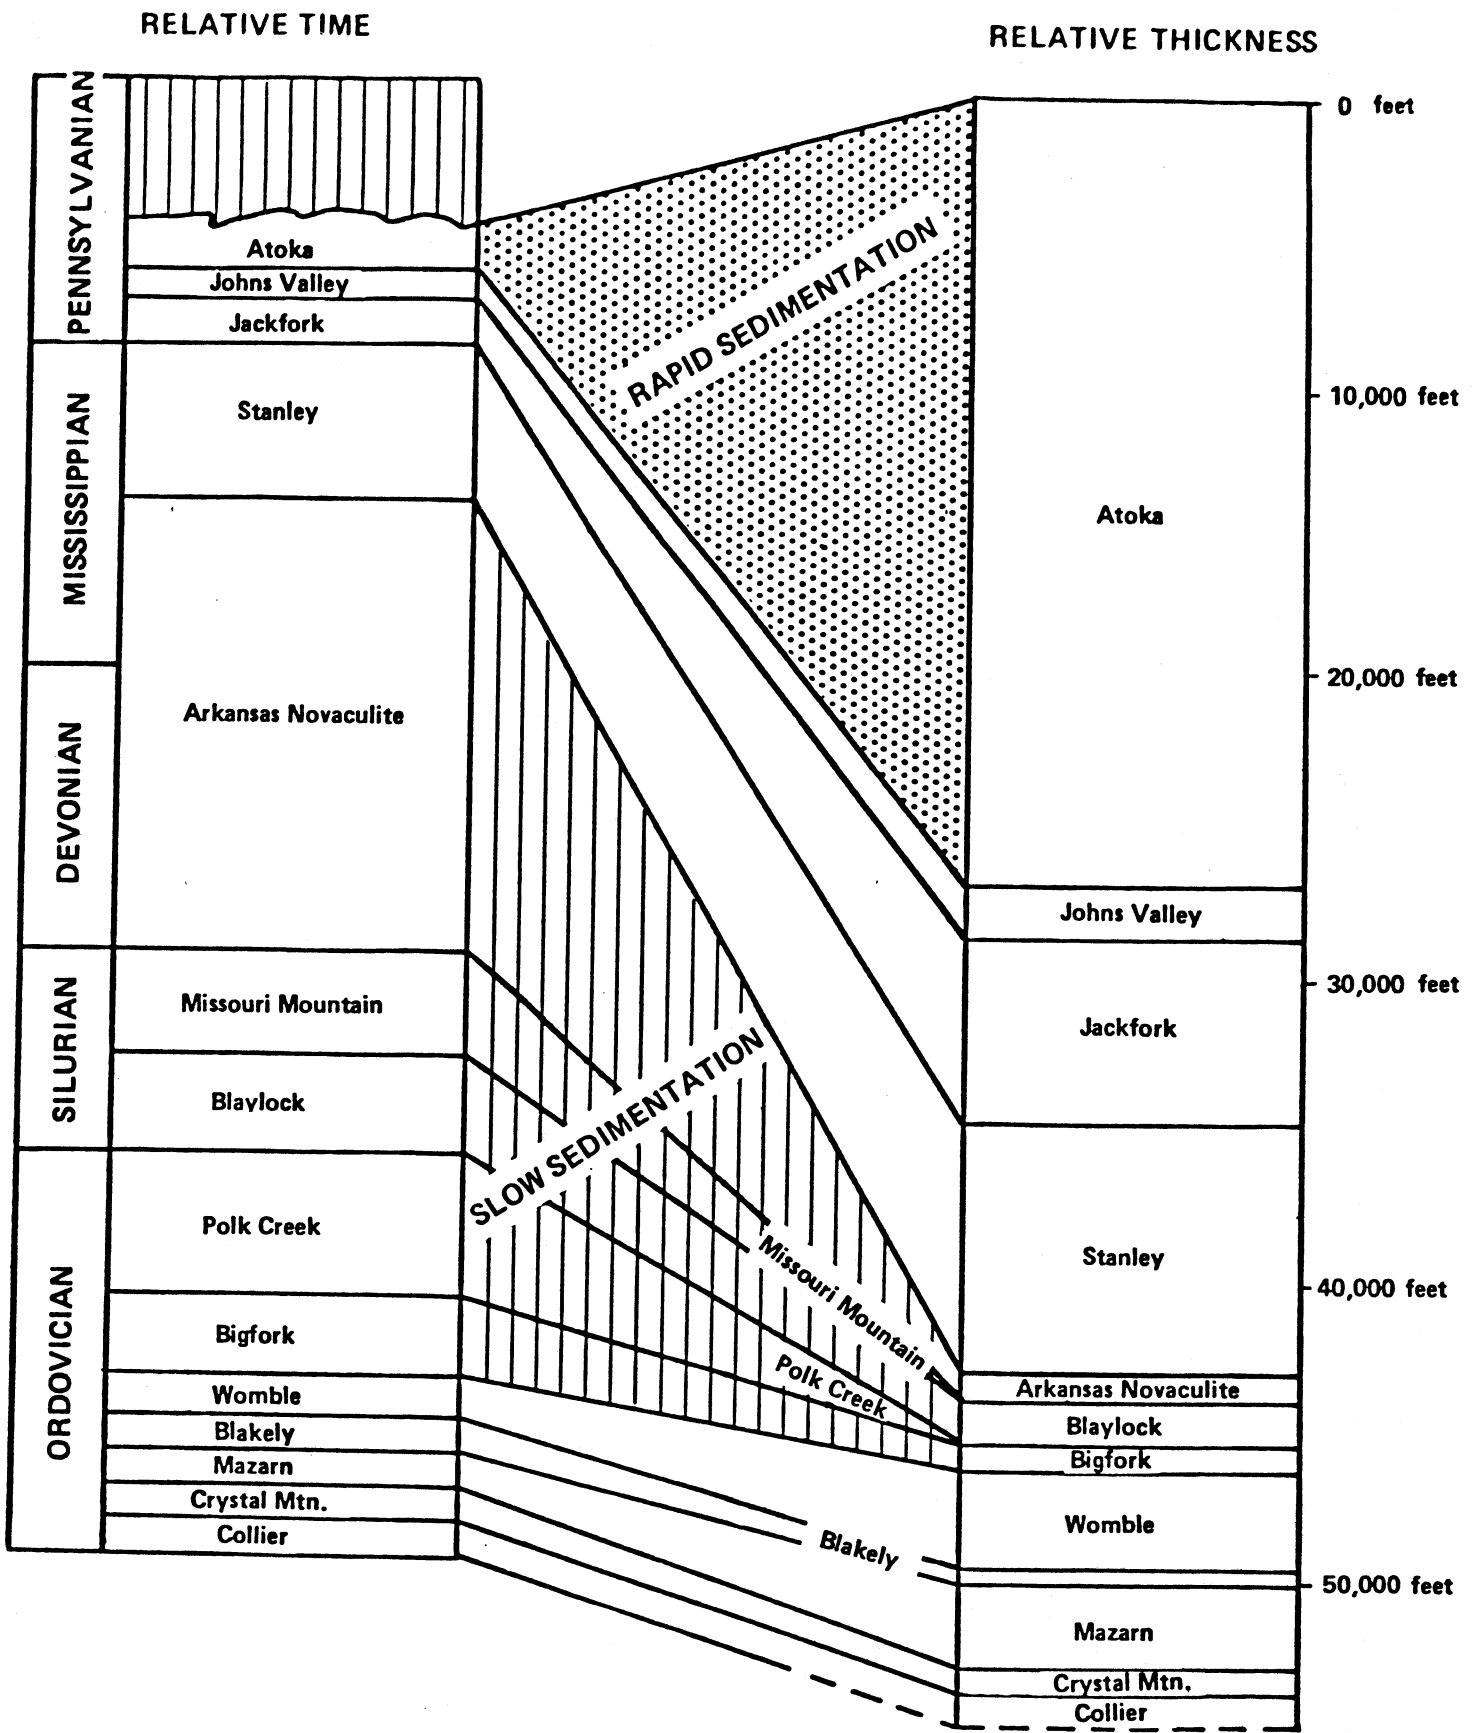 RELATIVE TIME
RELATIVE THICKNESS
PENNSYLVANIAN
MISSISSIPPIAN
DEVONIAN
SILURIAN
ORDOVICIAN
Atoka
Johns Valley
Jackfork
Stanley
Arkansas Novaculite
Missouri Mountain
Blaylock
Polk Creek
Bigfork
Womble
Blakely
Mazarn
Crystal Mtn.
Collier
RAPID SEDIMENTATION
SLOW SEDIMENTATION
Missouri Mountain
Polk Creek
Blakely
Atoka
Johns Valley
Jackfork
Stanley
Arkansas Novaculite
Blaylock
Bigfork
Womble
Mazarn
Crystal Mtn.
Collier
0 feet
10,000 feet
20,000 feet
30,000 feet
40,000 feet
50,000 feet